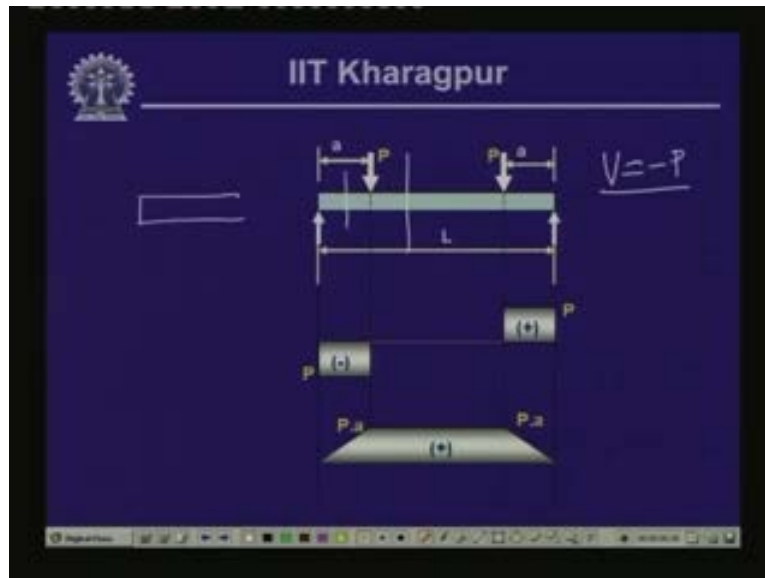 IIT Kharagpur
a P P a V=-P
L
(+) P
P (-)
P.a P.a
(+)